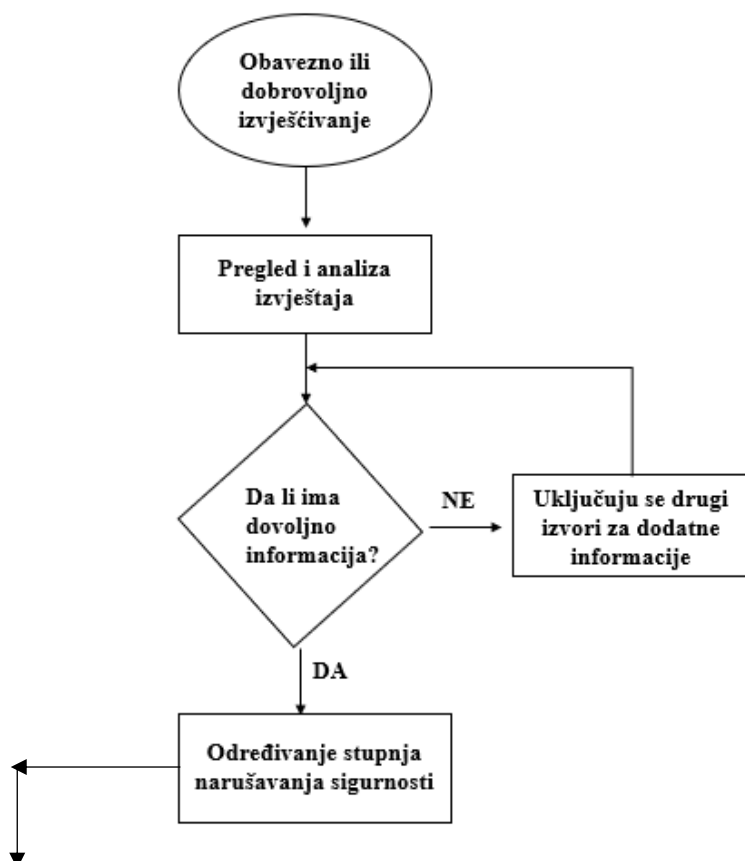 Obavezno ili
dobrovoljno
izvješćivanje
Pregled i analiza
izvještaja
Da li ima
dovoljno
informacija?
NE
Uključuju se drugi
izvori za dodatne
informacije
DA
Određivanje stupnja
narušavanja sigurnosti